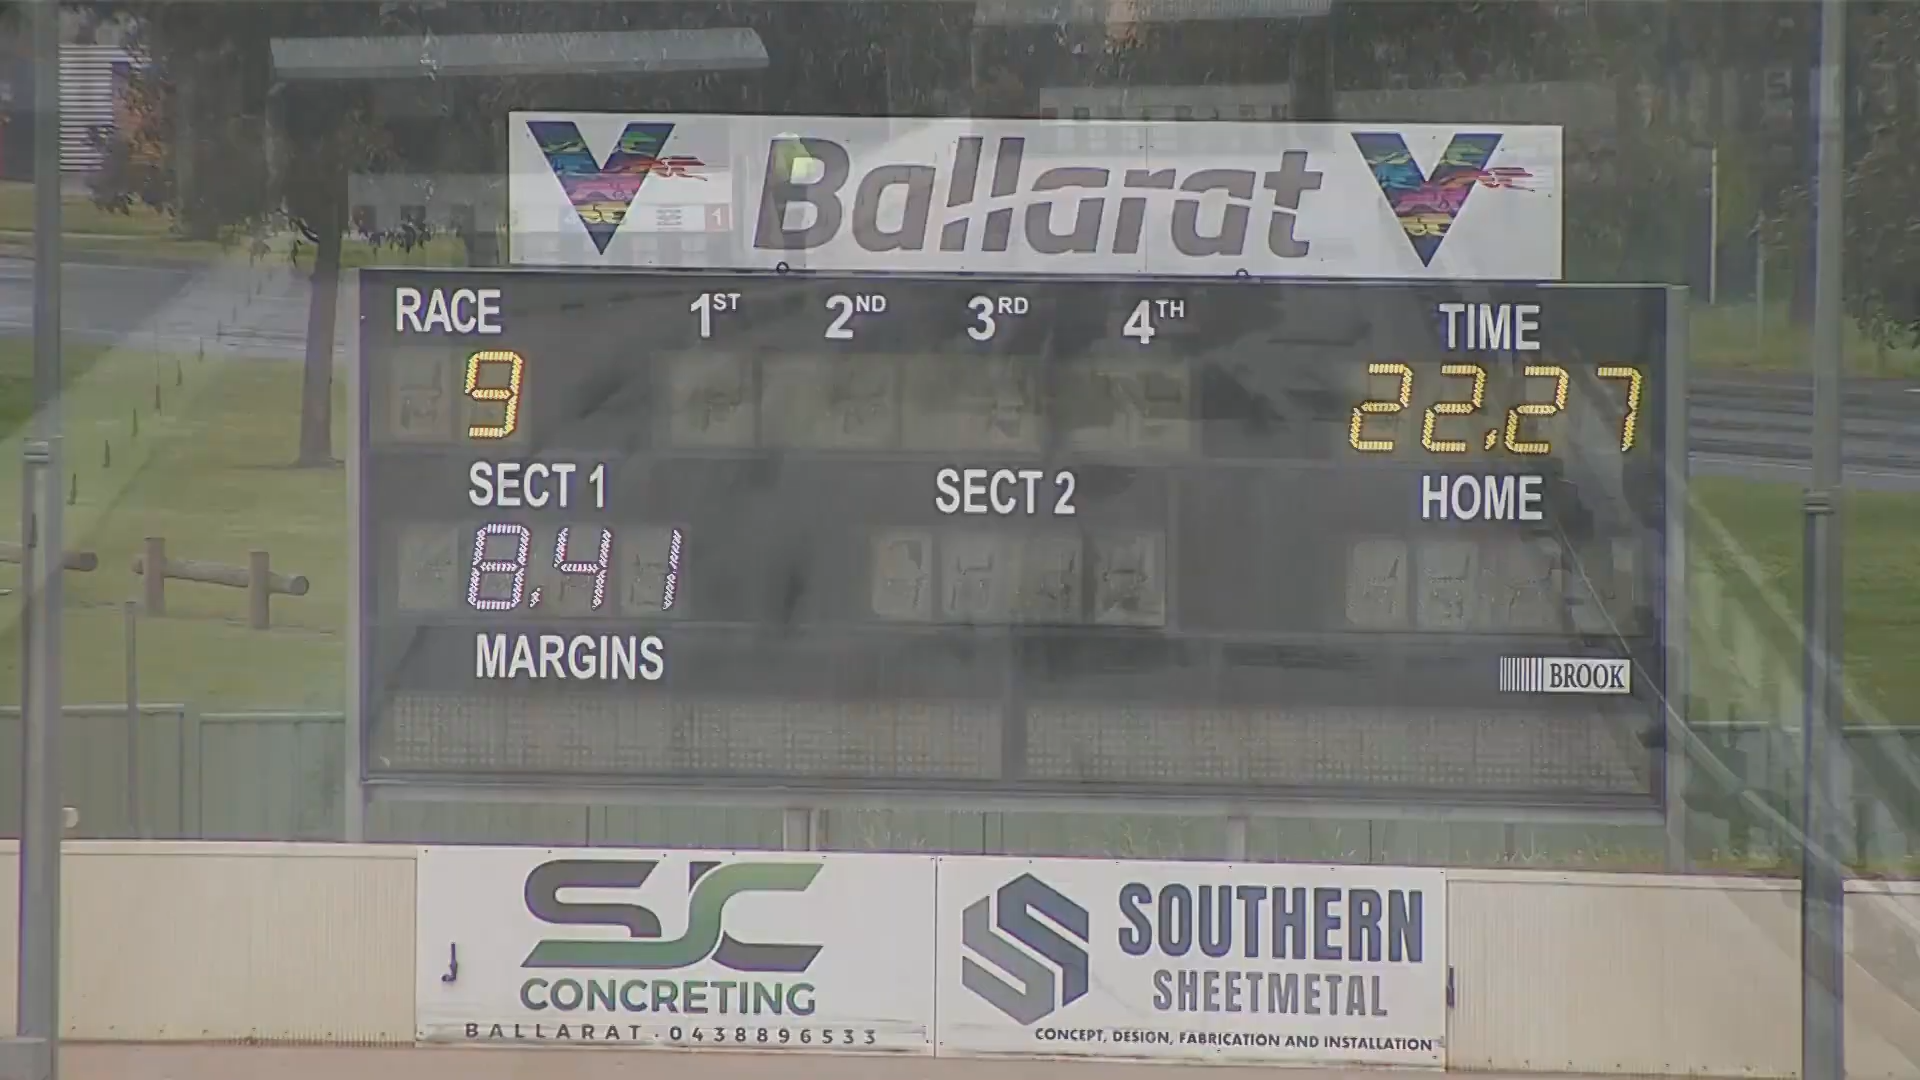 Ballarat
RACE 1ST 2ND 3RD 4TH TIME
9 22.27
SECT 1 SECT 2 HOME
8.41
MARGINS
BROOK
SJC
CONCRETING
BALLARAT . 0438896533
SOUTHERN
SHEETMETAL
CONCEPT, DESIGN, FABRICATION AND INSTALLATION